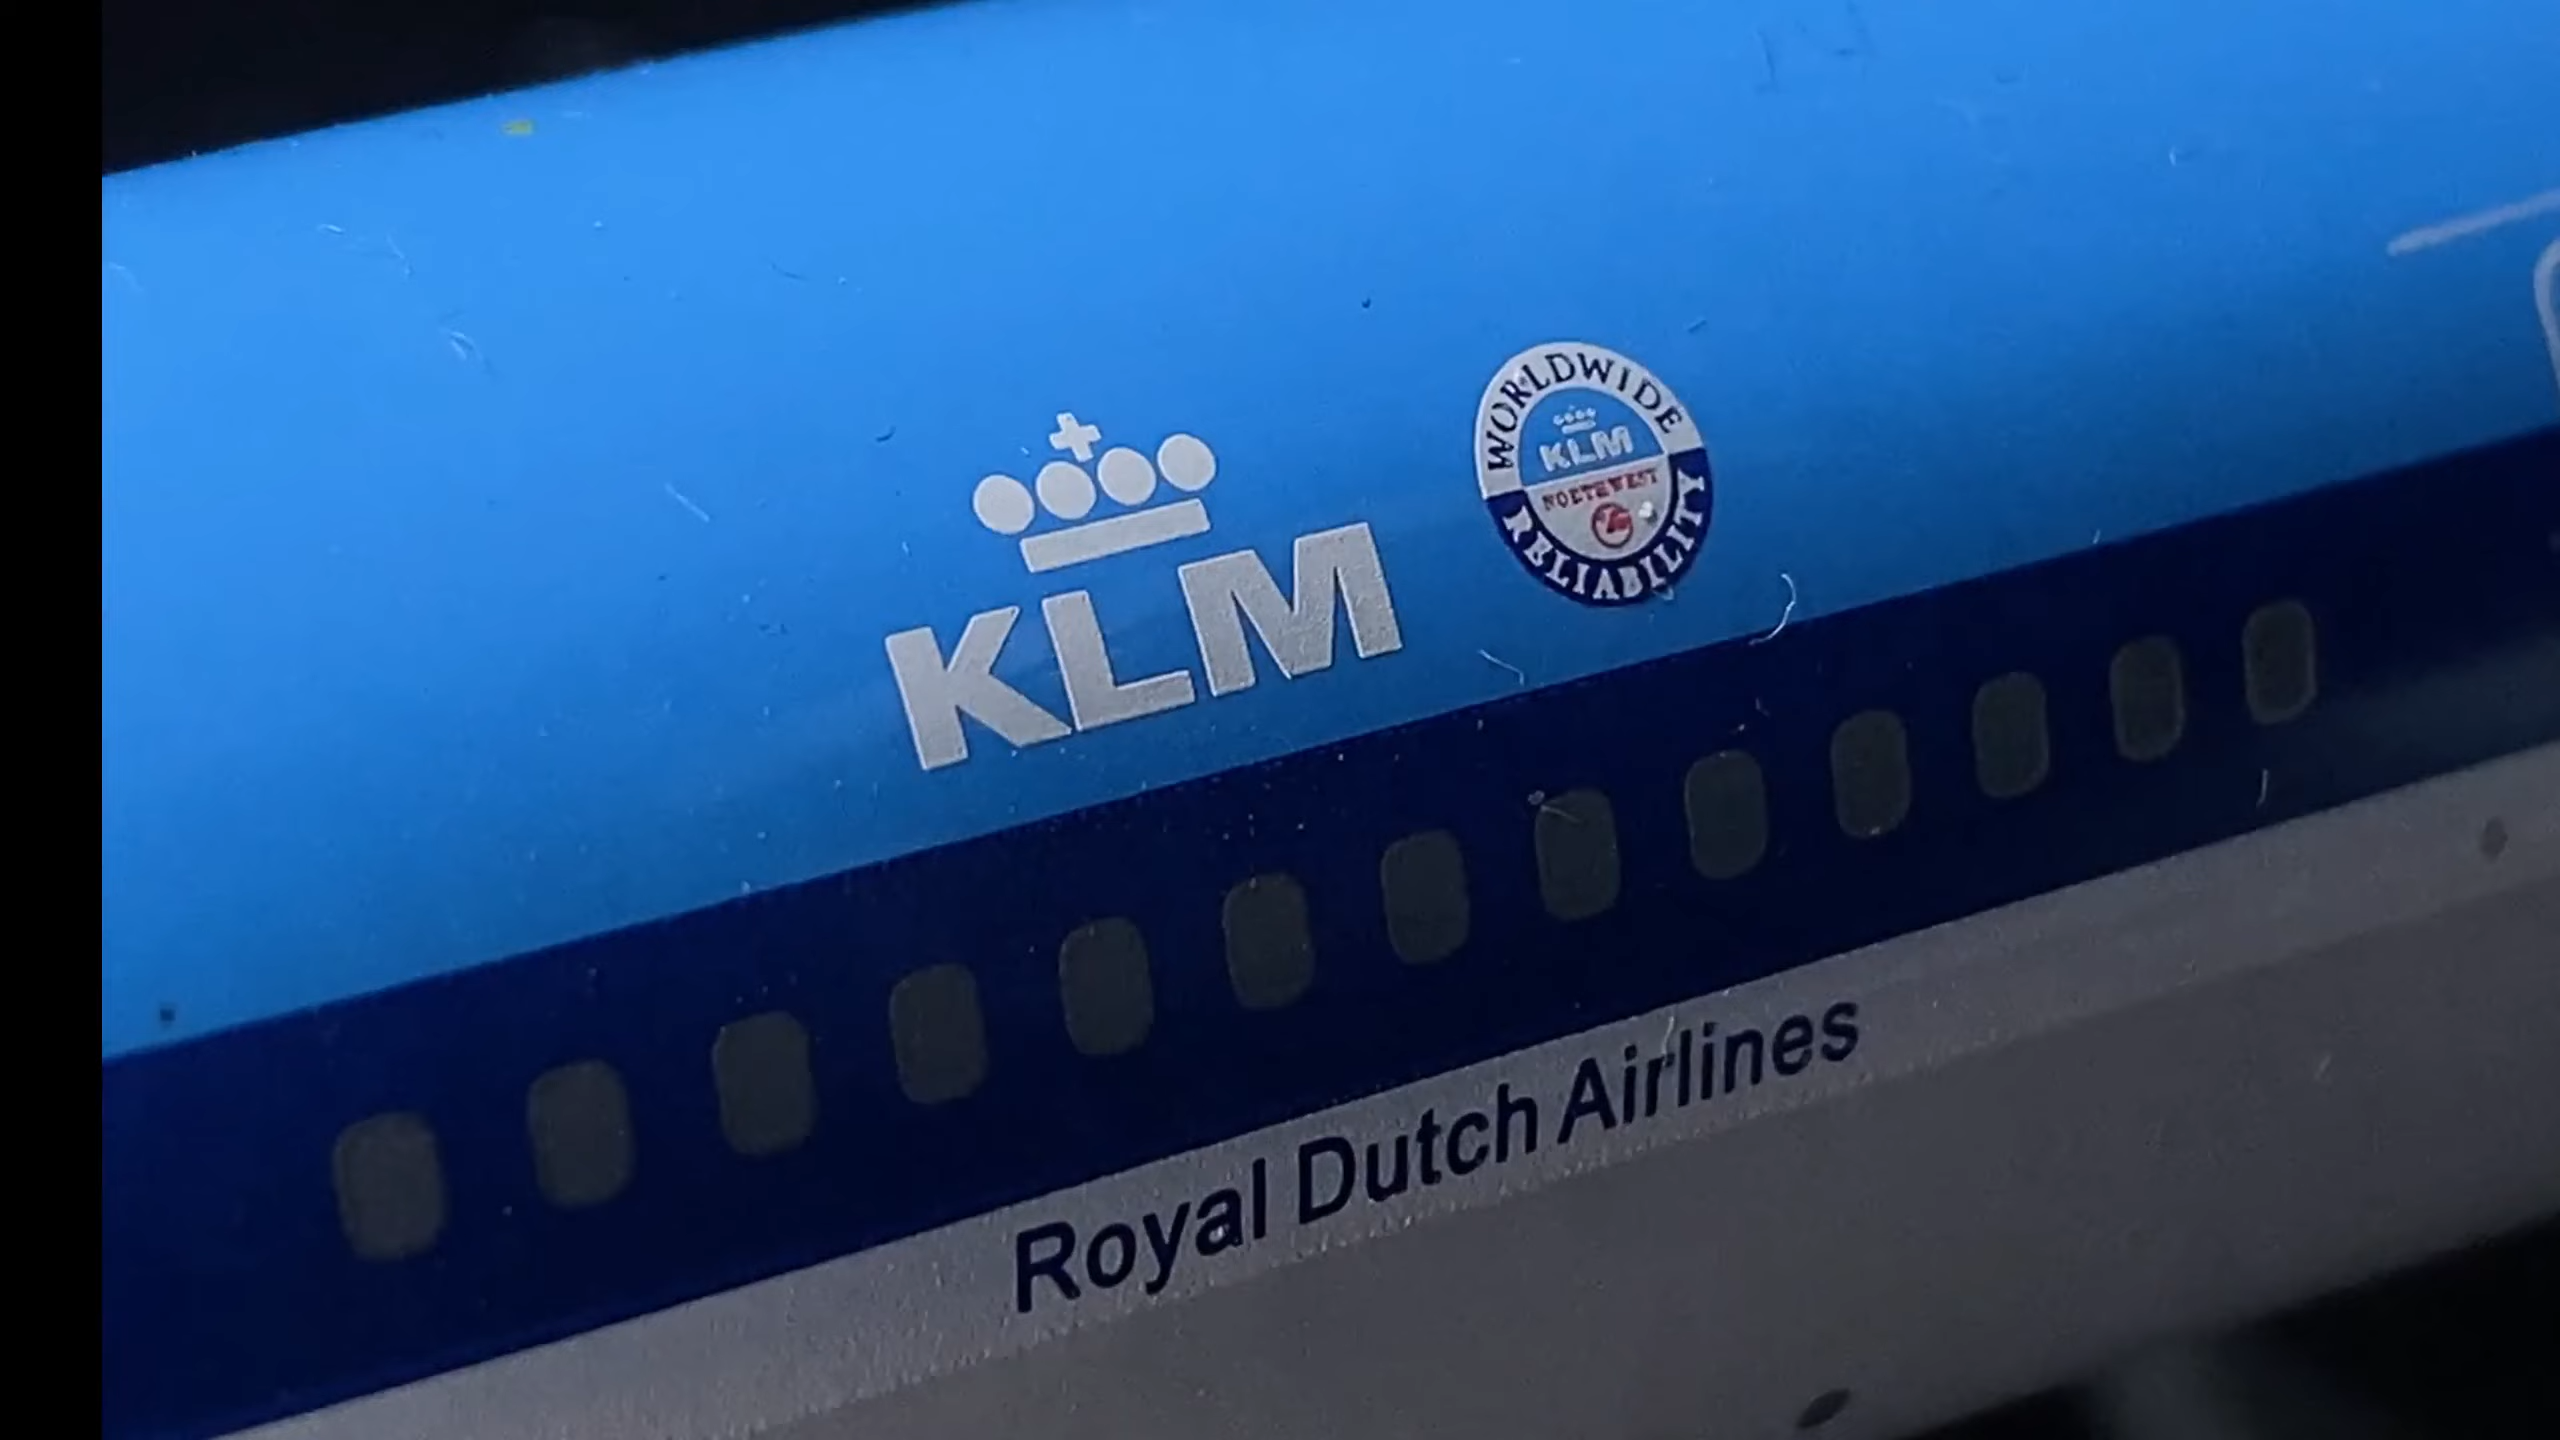 KLM
WORLDWIDE
KLM
NORTHWEST
RELIABILITY
Royal Dutch Airlines